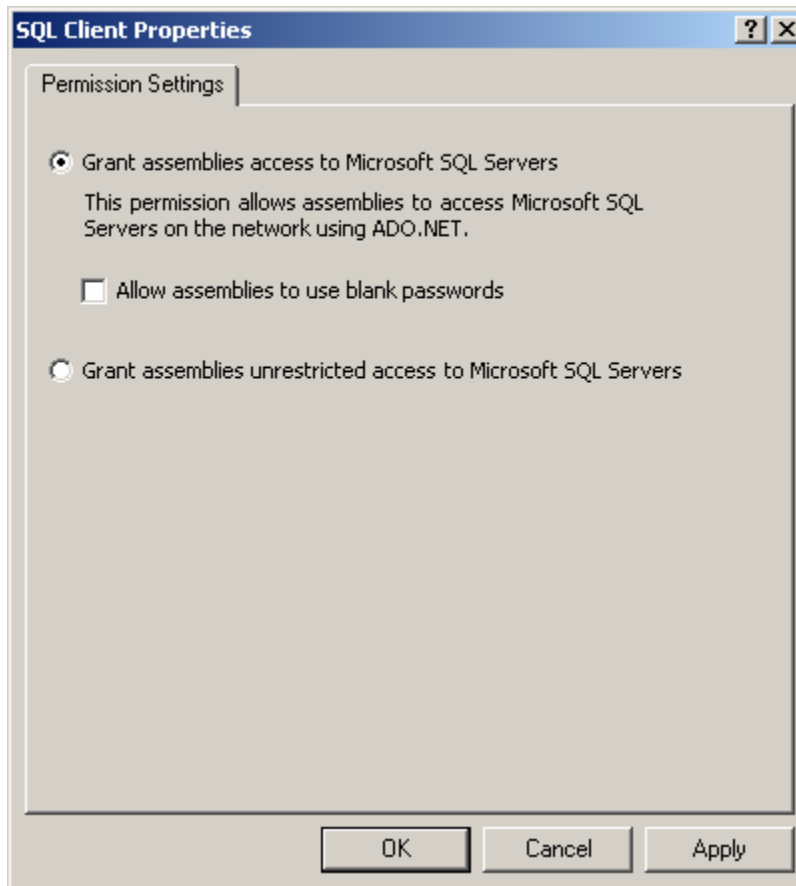 SQL Client Properties
Permission Settings
Grant assemblies access to Microsoft SQL Servers
This permission allows assemblies to access Microsoft SQL
Servers on the network using ADO.NET.
Allow assemblies to use blank passwords
Grant assemblies unrestricted access to Microsoft SQL Servers
OK Cancel Apply